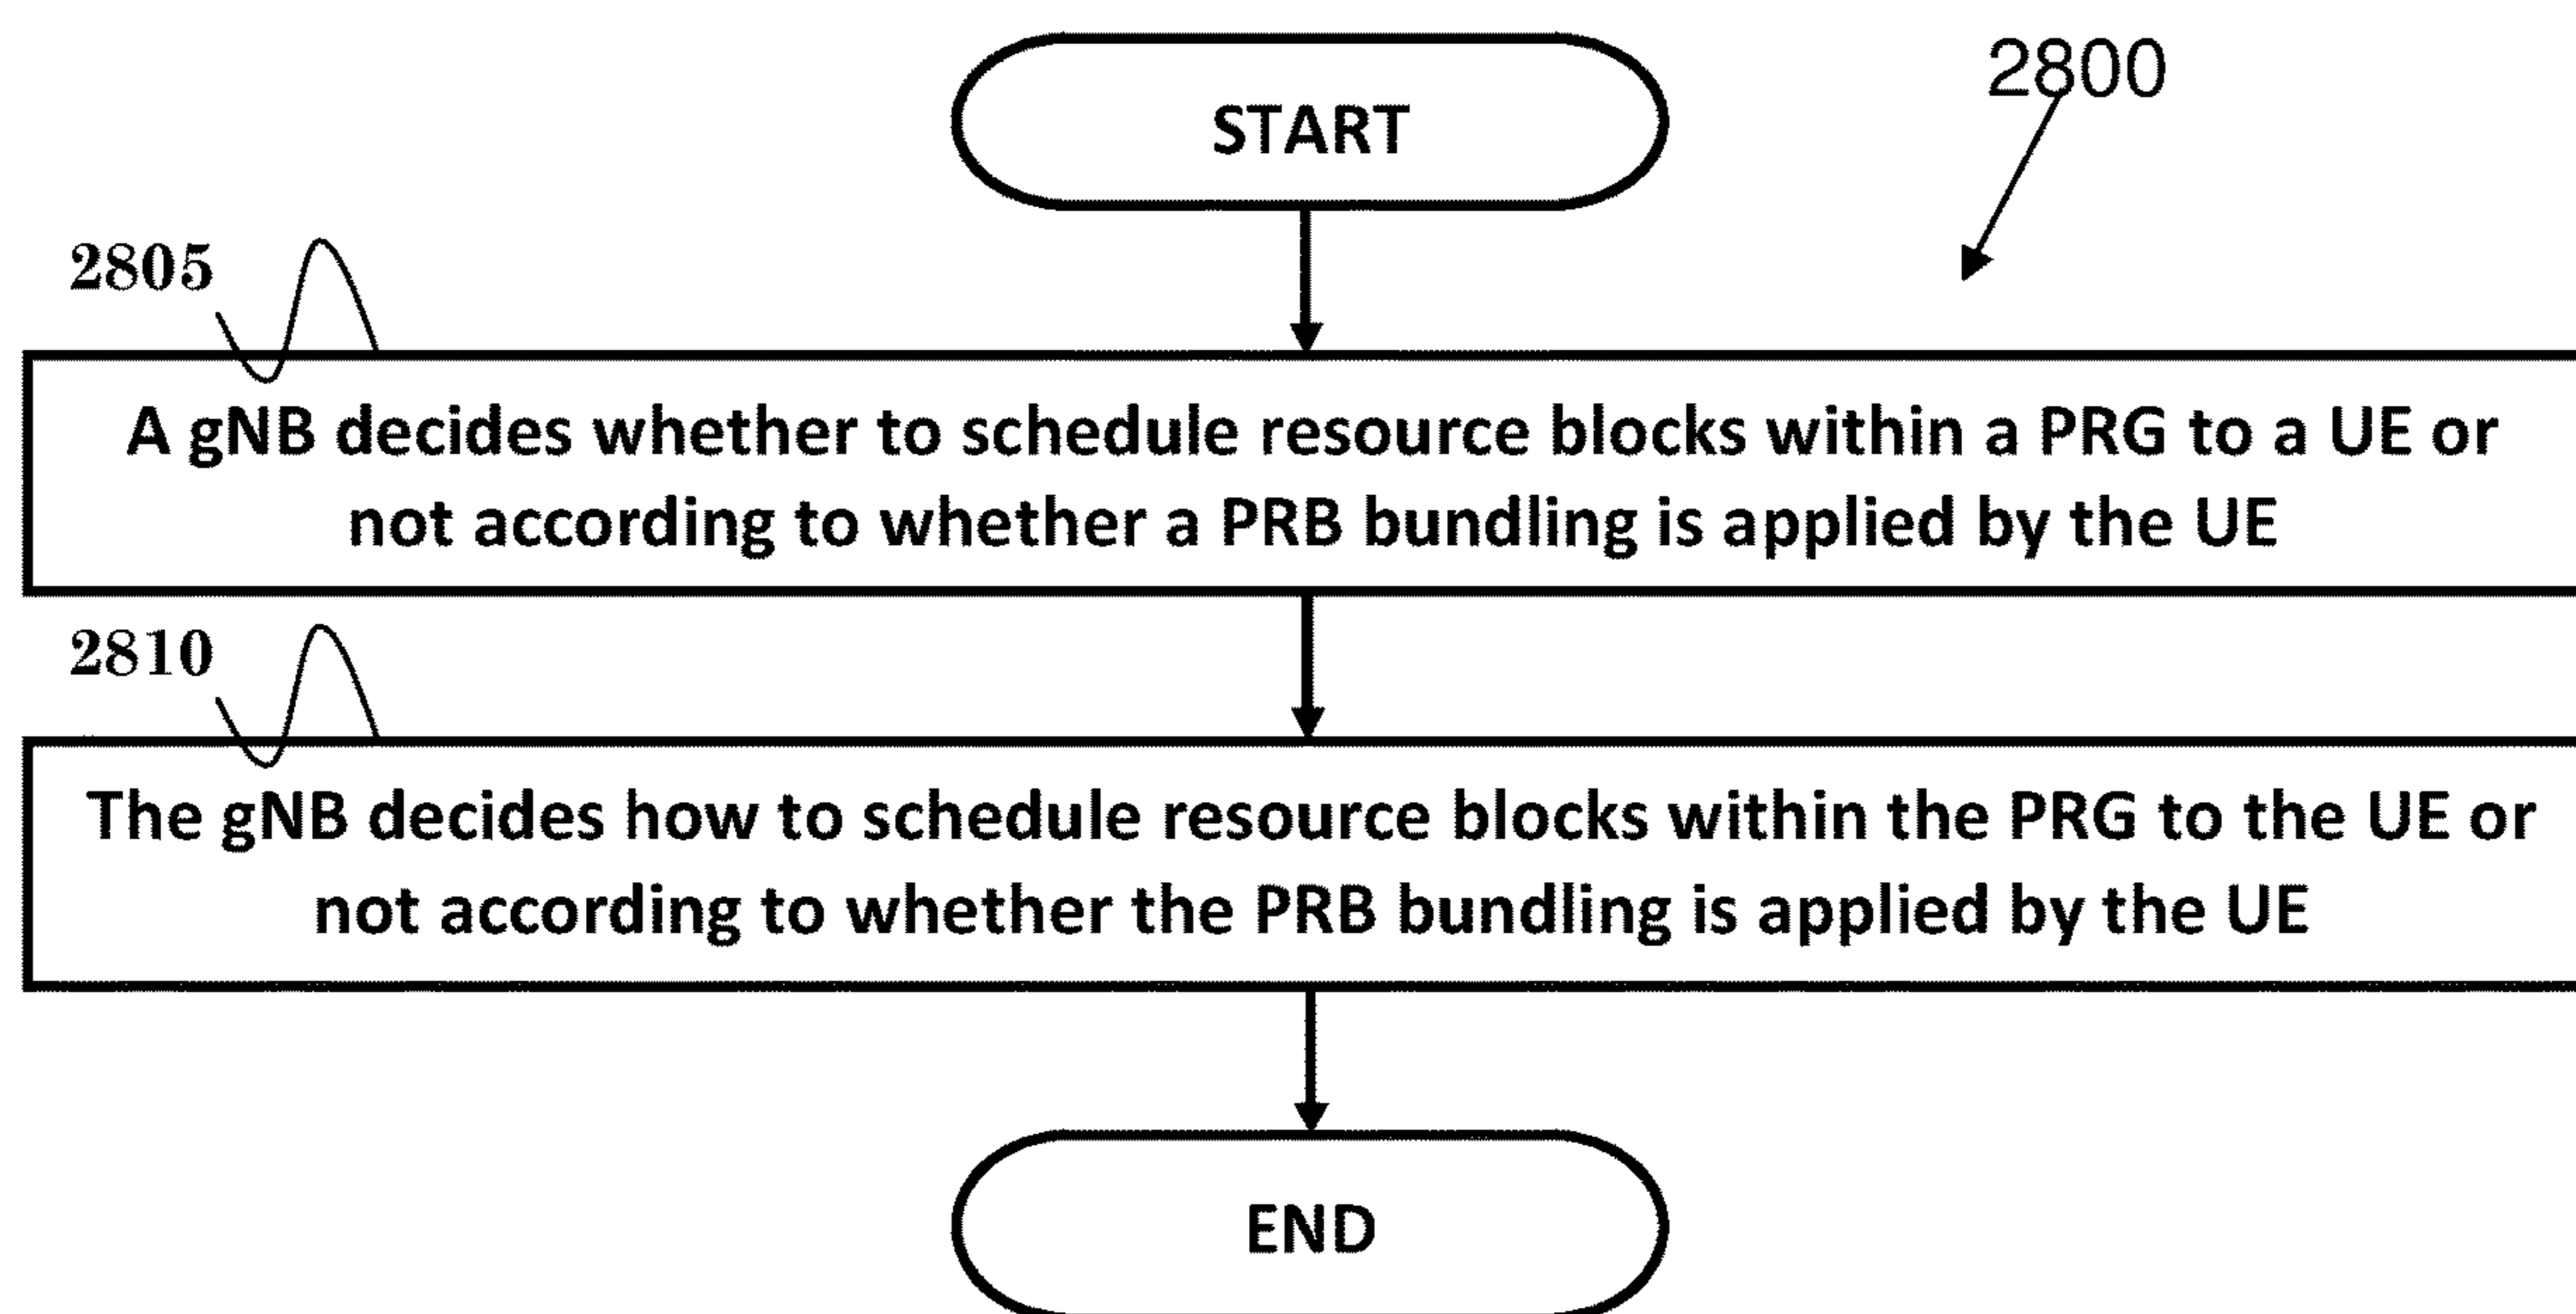 START
2800
2805
A gNB decides whether to schedule resource blocks within a PRG to a UE or
not according to whether a PRB bundling is applied by the UE
2810
The gNB decides how to schedule resource blocks within the PRG to the UE or
not according to whether the PRB bundling is applied by the UE
END